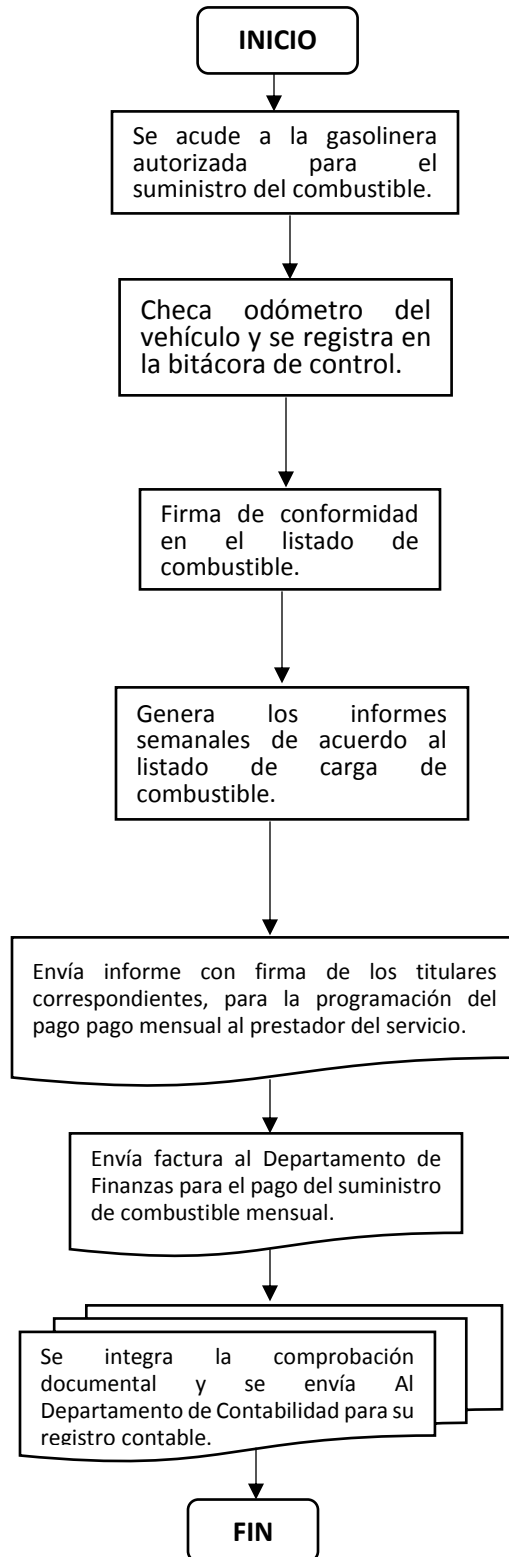 INICIO
Se acude a la gasolinera
autorizada para el
suministro del combustible.
Checa odómetro del
vehículo y se registra en
la bitácora de control.
Firma de conformidad
en el listado de
combustible.
Genera los informes
semanales de acuerdo al
listado de carga de
combustible.
Envía informe con firma de los titulares
correspondientes, para la programación del
pago pago mensual al prestador del servicio.
Envía factura al Departamento de
Finanzas para el pago del suministro
de combustible mensual.
Se integra la comprobación
documental y se envía Al
Departamento de Contabilidad para su
registro contable.
FIN